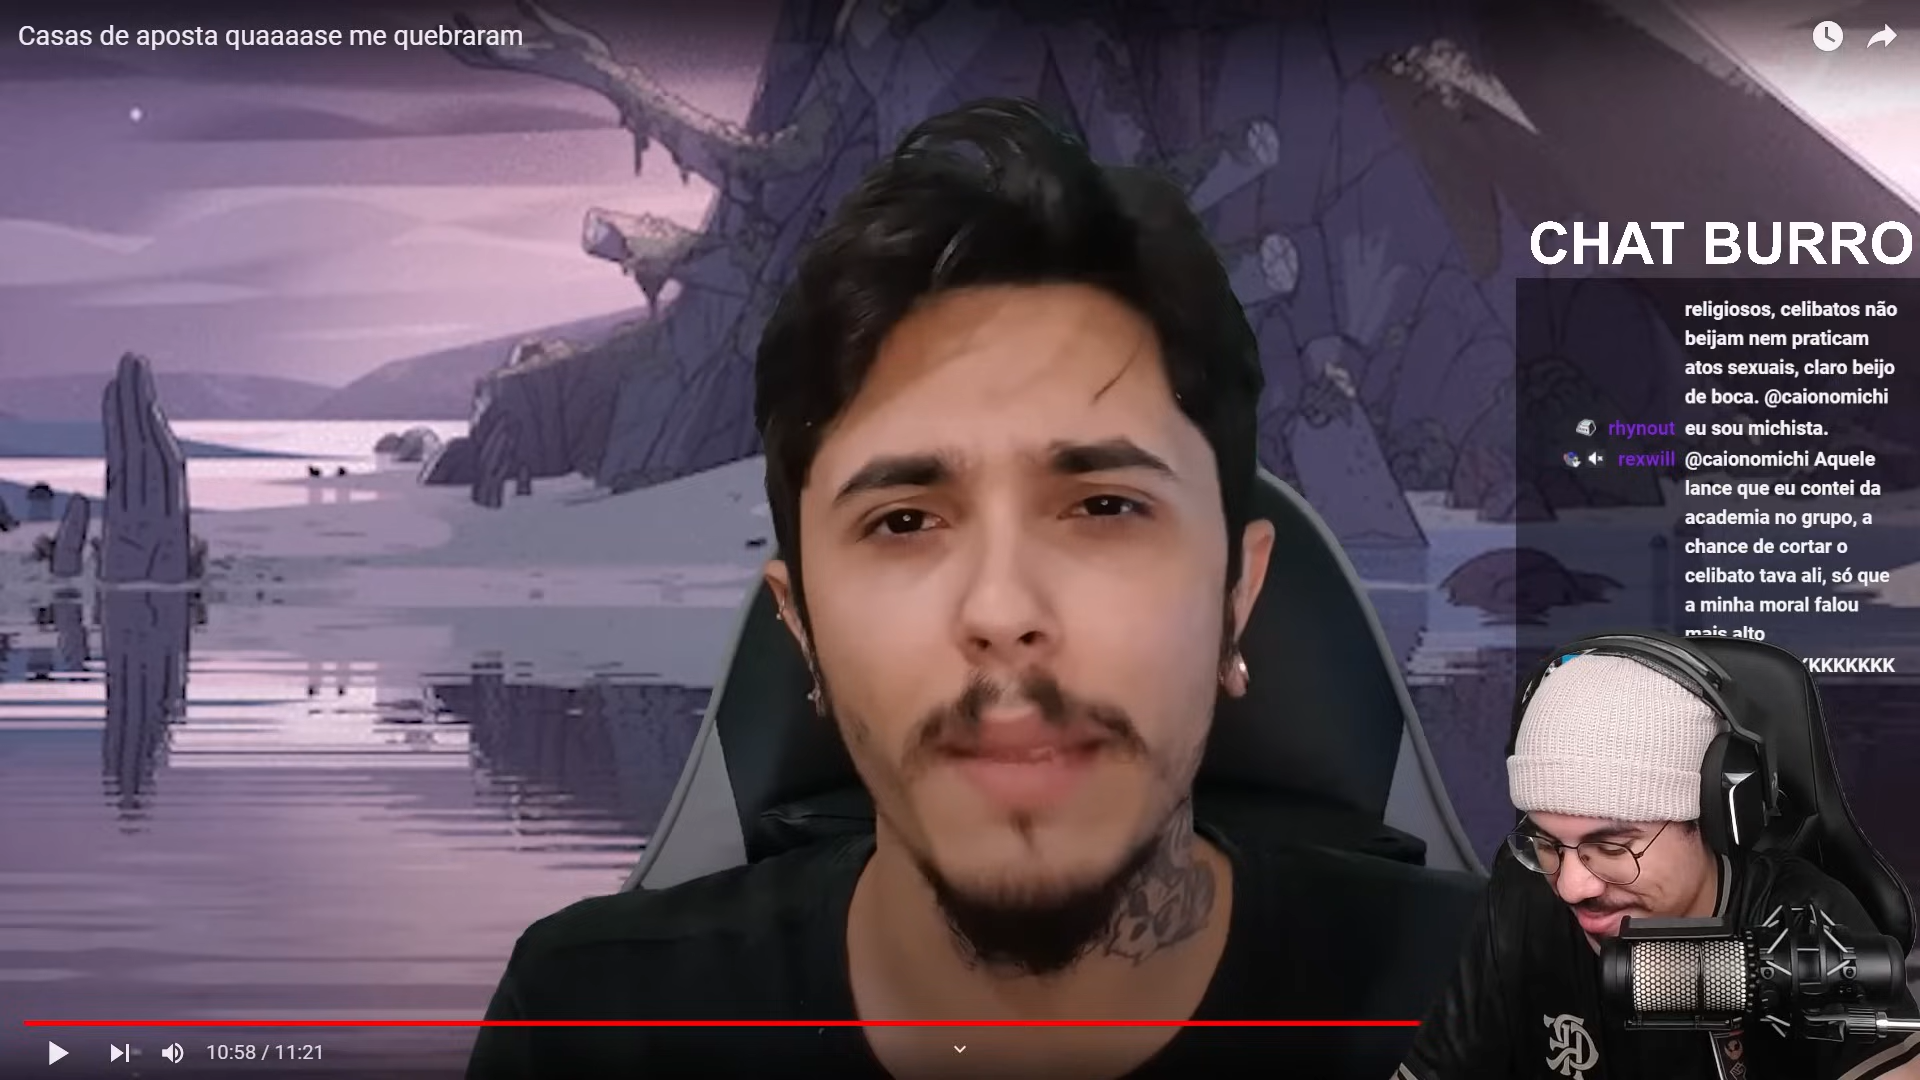 Casas de aposta quaaaase me quebraram
CHAT BURRO
religiosos, celibatos não
beijam nem praticam
atos sexuais, claro beijo
de boca. @caionomichi
rhynout eu sou michista.
rexwill @caionomichi Aquele
lance que eu contei da
academia no grupo, a
chance de cortar o
celibato tava ali, só que
a minha moral falou
mais alto
KKKKKKK
10:58 / 11:21